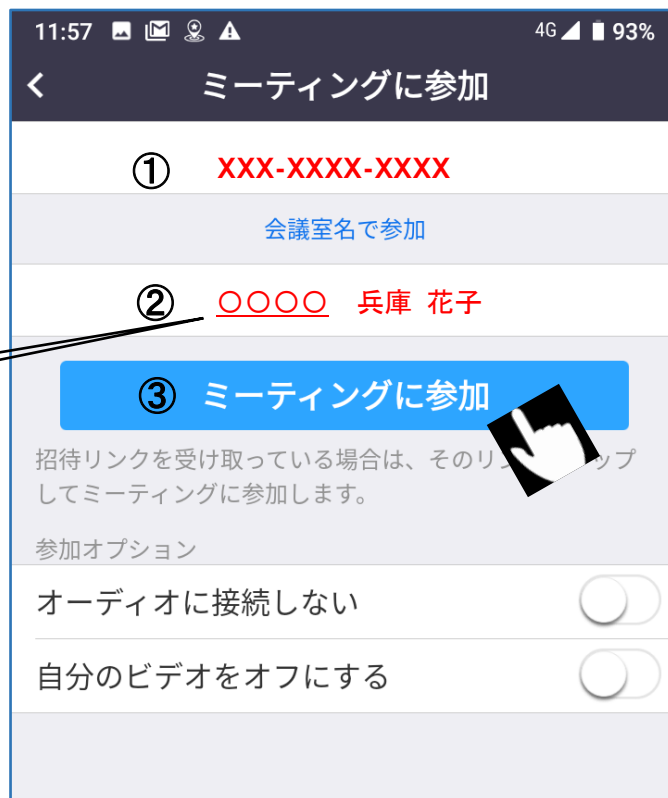 11:57 4G 93%
ミーティングに参加
① XXX-XXXX-XXXX
会議室名で参加
② 〇〇〇〇 兵庫 花子
③ ミーティングに参加
招待リンクを受け取っている場合は、そのリン ップ
してミーティングに参加します。
参加オプション
オーディオに接続しない
自分のビデオをオフにする